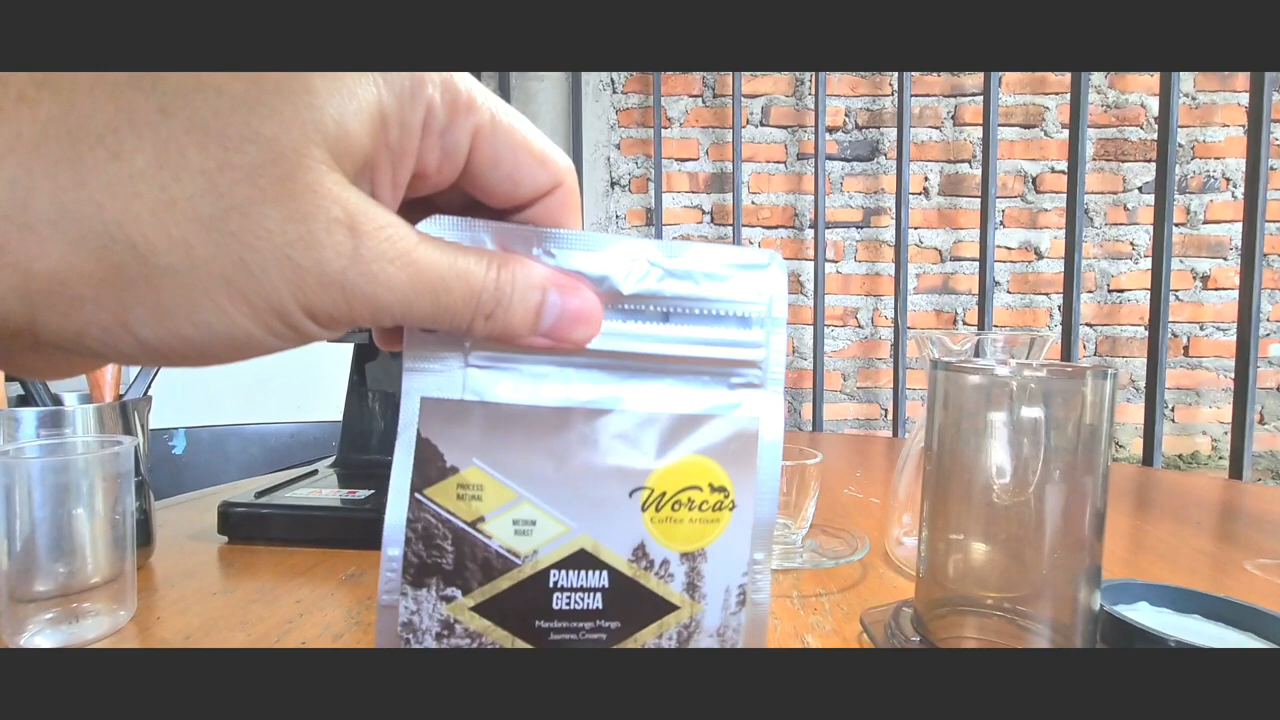 PROCESS:
NATURAL
MEDIUM
ROAST
Worcas
Coffee Artisan
PANAMA
GEISHA
Mandarin orange, Mango,
Jasmine, Creamy